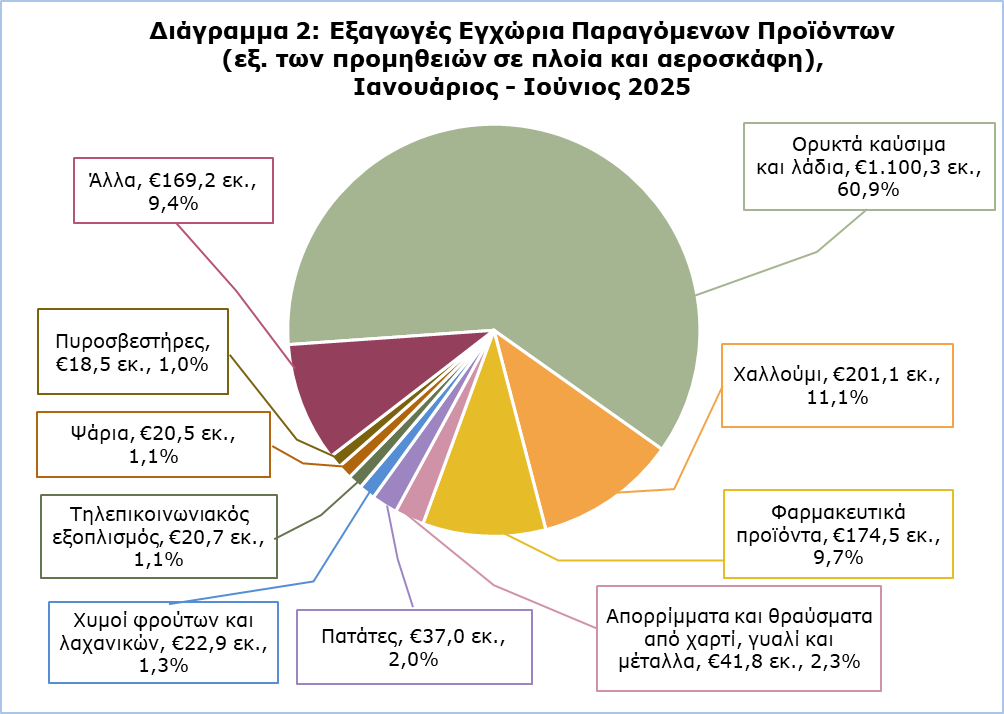 Διάγραμμα 2: Εξαγωγές Εγχώρια Παραγόμενων Προϊόντων
(εξ. των προμηθειών σε πλοία και αεροσκάφη),
Ιανουάριος - Ιούνιος 2025
Ορυκτά καύσιμα
και λάδια, €1.100,3 εκ.,
60,9%
Χαλλούμι, €201,1 εκ.,
11,1%
Φαρμακευτικά
προϊόντα, €174,5 εκ.,
9,7%
Απορρίμματα και θραύσματα
από χαρτί, γυαλί και
μέταλλα, €41,8 εκ., 2,3%
Πατάτες, €37,0 εκ.,
2,0%
Χυμοί φρούτων και
λαχανικών, €22,9 εκ.,
1,3%
Τηλεπικοινωνιακός
εξοπλισμός, €20,7 εκ.,
1,1%
Ψάρια, €20,5 εκ.,
1,1%
Πυροσβεστήρες,
€18,5 εκ., 1,0%
Άλλα, €169,2 εκ.,
9,4%